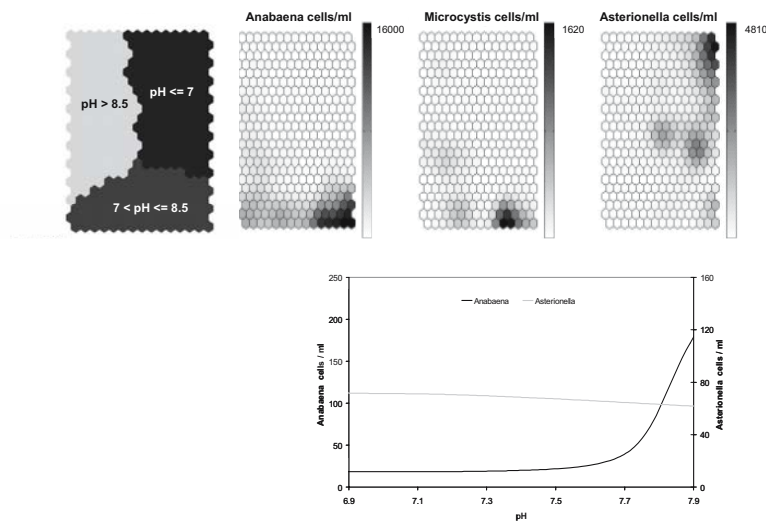 Anabaena cells/ml
Microcystis cells/ml
Asterionella cells/ml
16000
1620
4810
pH > 8.5
pH <= 7
7 < pH <= 8.5
250
200
150
100
50
0
Anabaena cells / ml
Anabaena
Asterionella
160
120
80
40
0
Asterionella cells / ml
6.9
7.1
7.3
7.5
7.7
7.9
pH